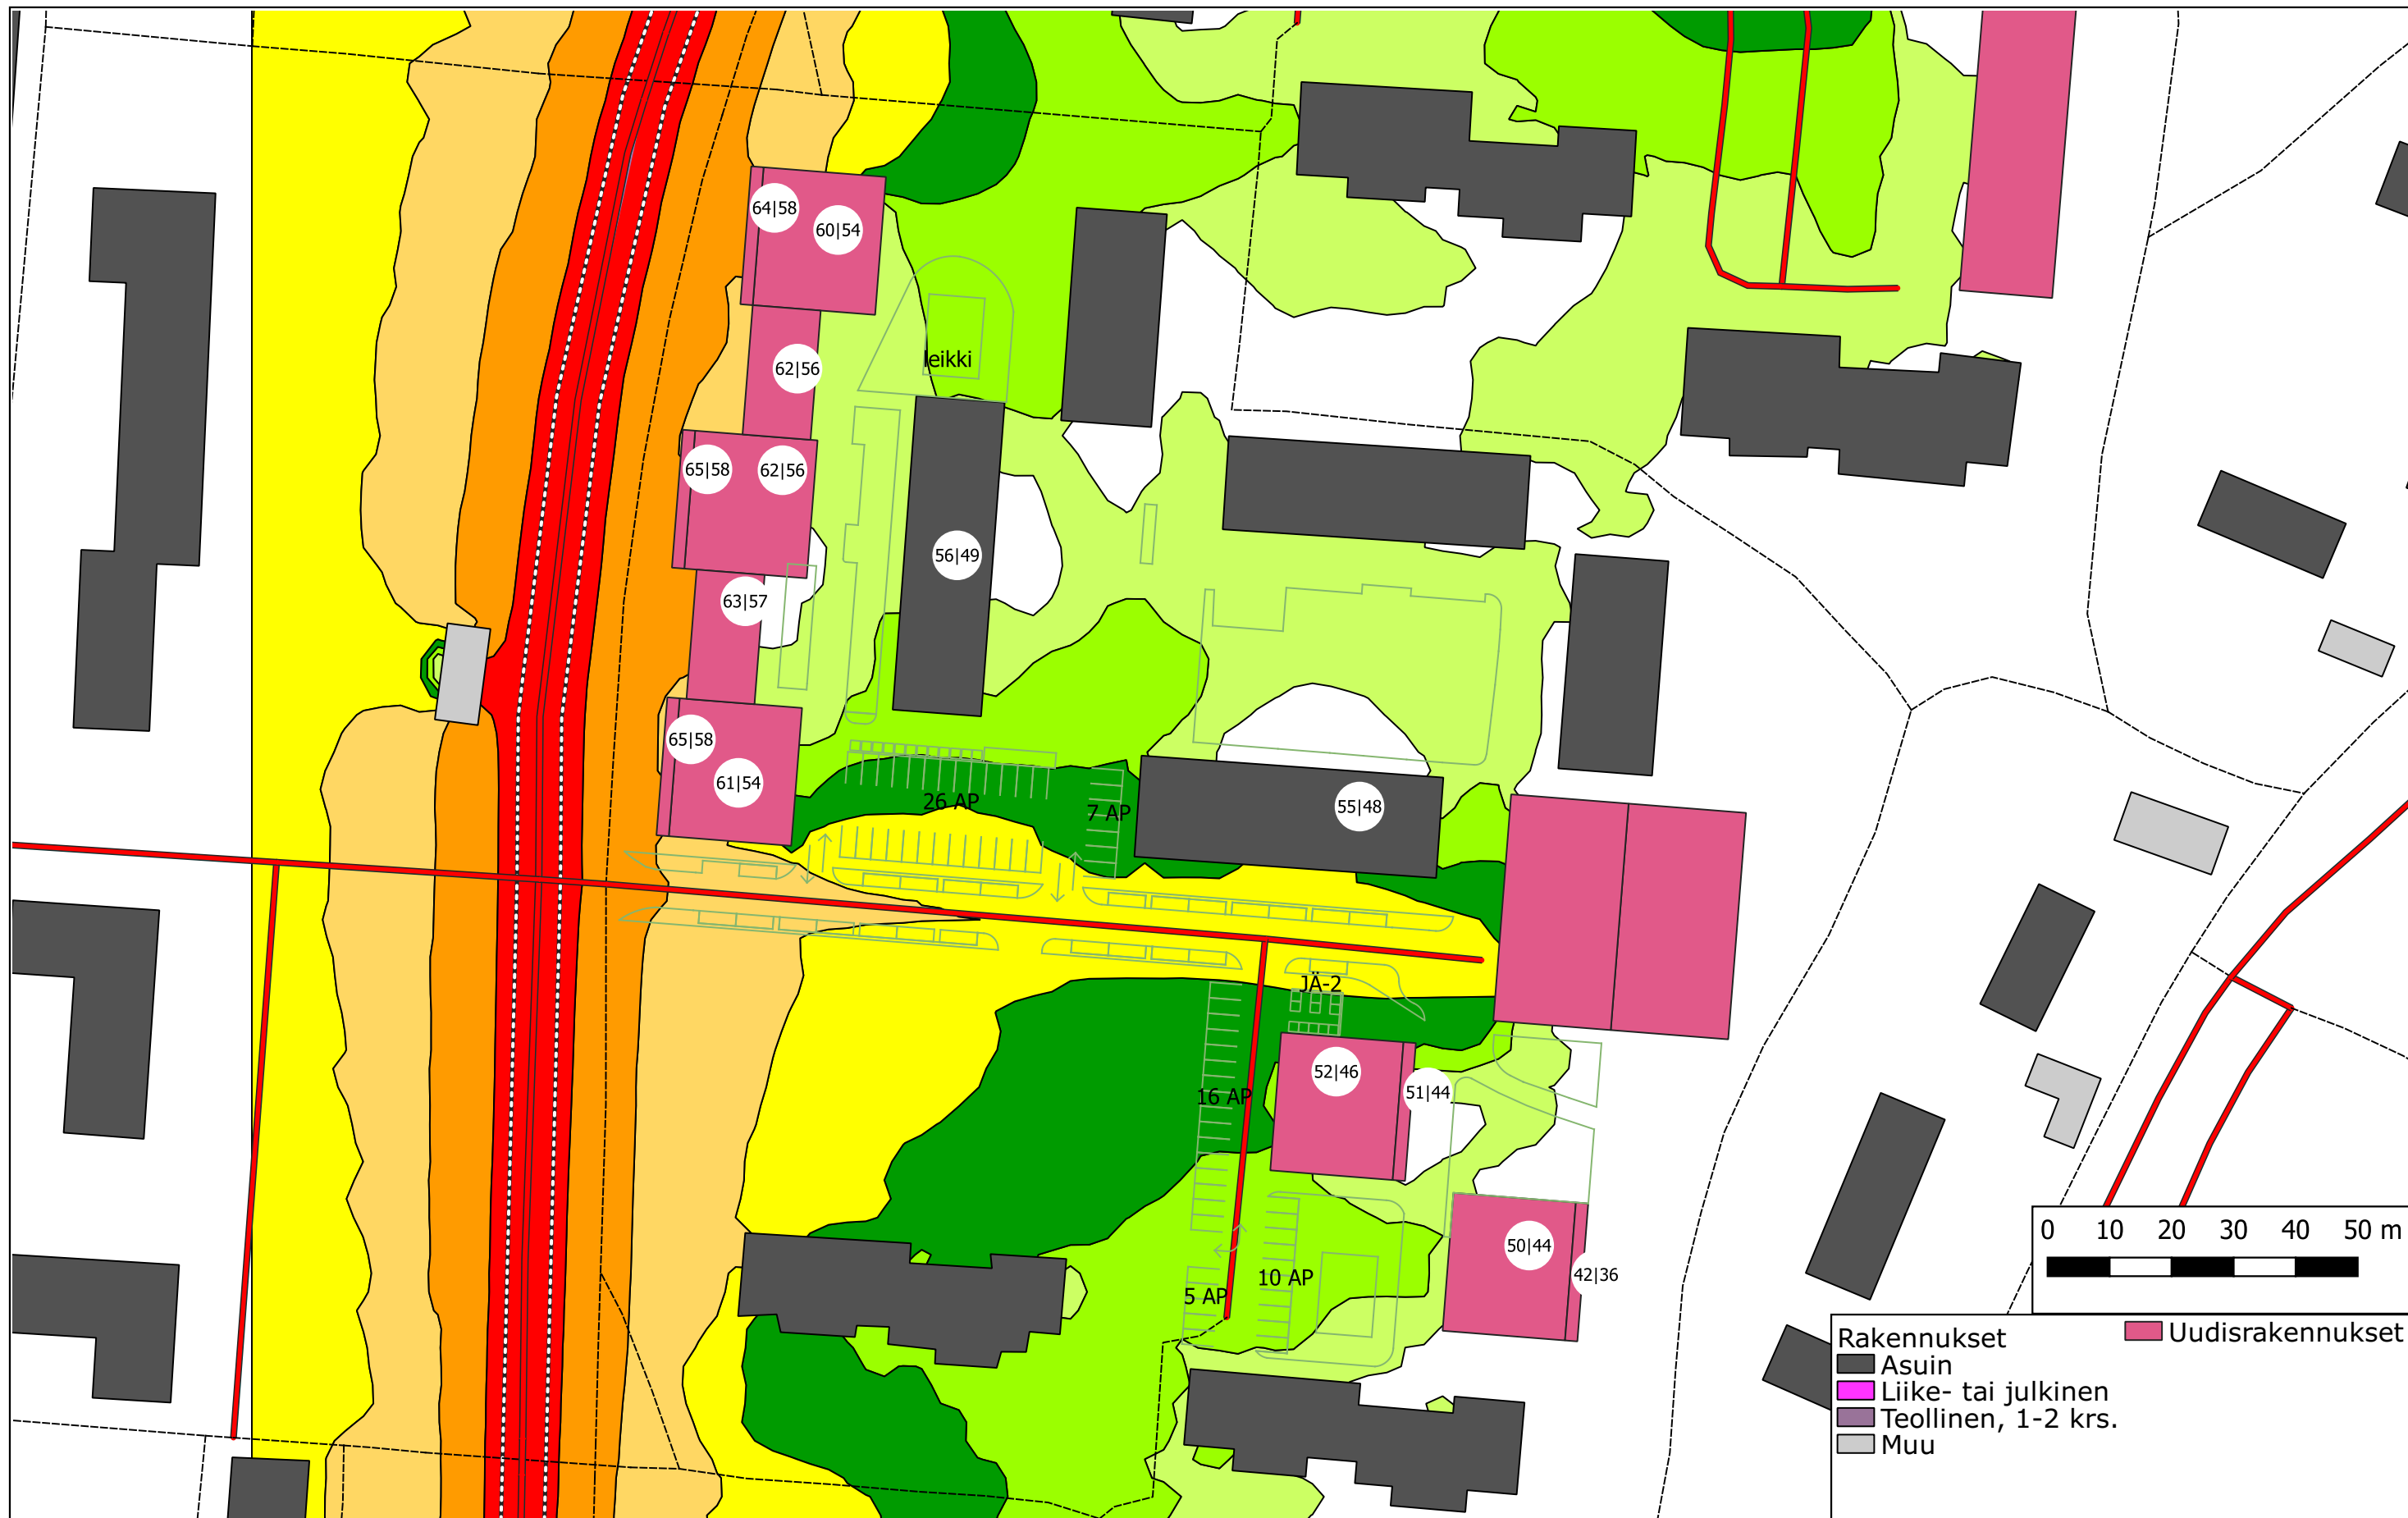 64|58
60|54
leikki
62|56
65|58
62|56
56|49
63|57
65|58
61|54
26 AP
7 AP
55|48
JÄ-2
52|46
51|44
16 AP
50|44
42|36
10 AP
5 AP
0 10 20 30 40 50 m
Rakennukset
Uudisrakennukset
Asuin
Liike- tai julkinen
Teollinen, 1-2 krs.
Muu